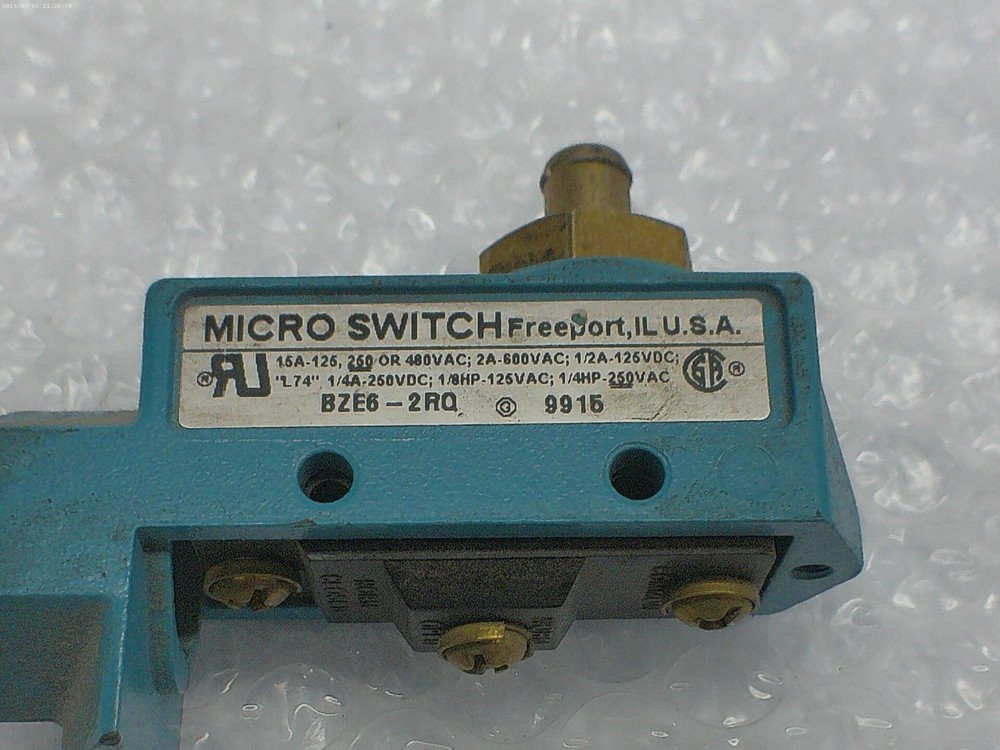 MICRO SWITCH Freeport, IL U.S.A.
15A-125, 250 OR 480VAC; 2A-600VAC; 1/2A-125VDC;
"L74" 1/4A-250VDC; 1/8HP-125VAC; 1/4HP-250VAC
BZE6-2RQ 9915